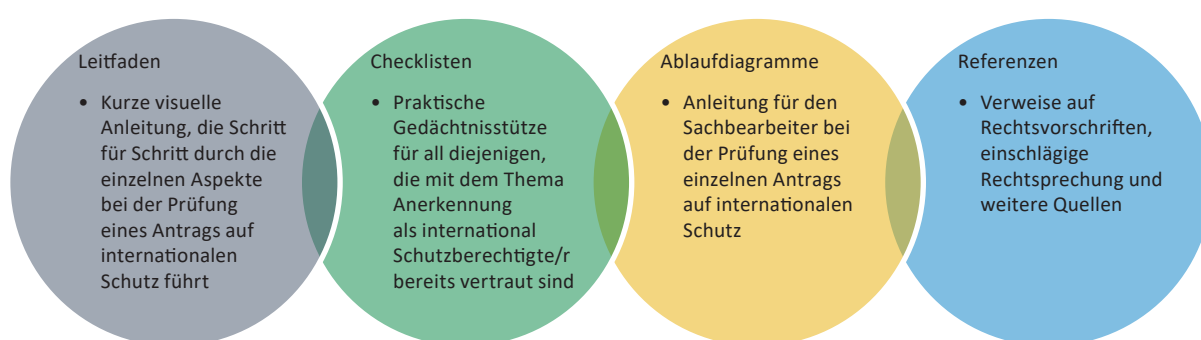 Leitfaden
• Kurze visuelle
Anleitung, die Schritt
für Schritt durch die
einzelnen Aspekte
bei der Prüfung
eines Antrags auf
internationalen
Schutz führt
Checklisten
• Praktische
Gedächtnisstütze
für all diejenigen,
die mit dem Thema
Anerkennung
als international
Schutzberechtigte/r
bereits vertraut sind
Ablaufdiagramme
• Anleitung für den
Sachbearbeiter bei
der Prüfung eines
einzelnen Antrags
auf internationalen
Schutz
Referenzen
• Verweise auf
Rechtsvorschriften,
einschlägige
Rechtsprechung und
weitere Quellen